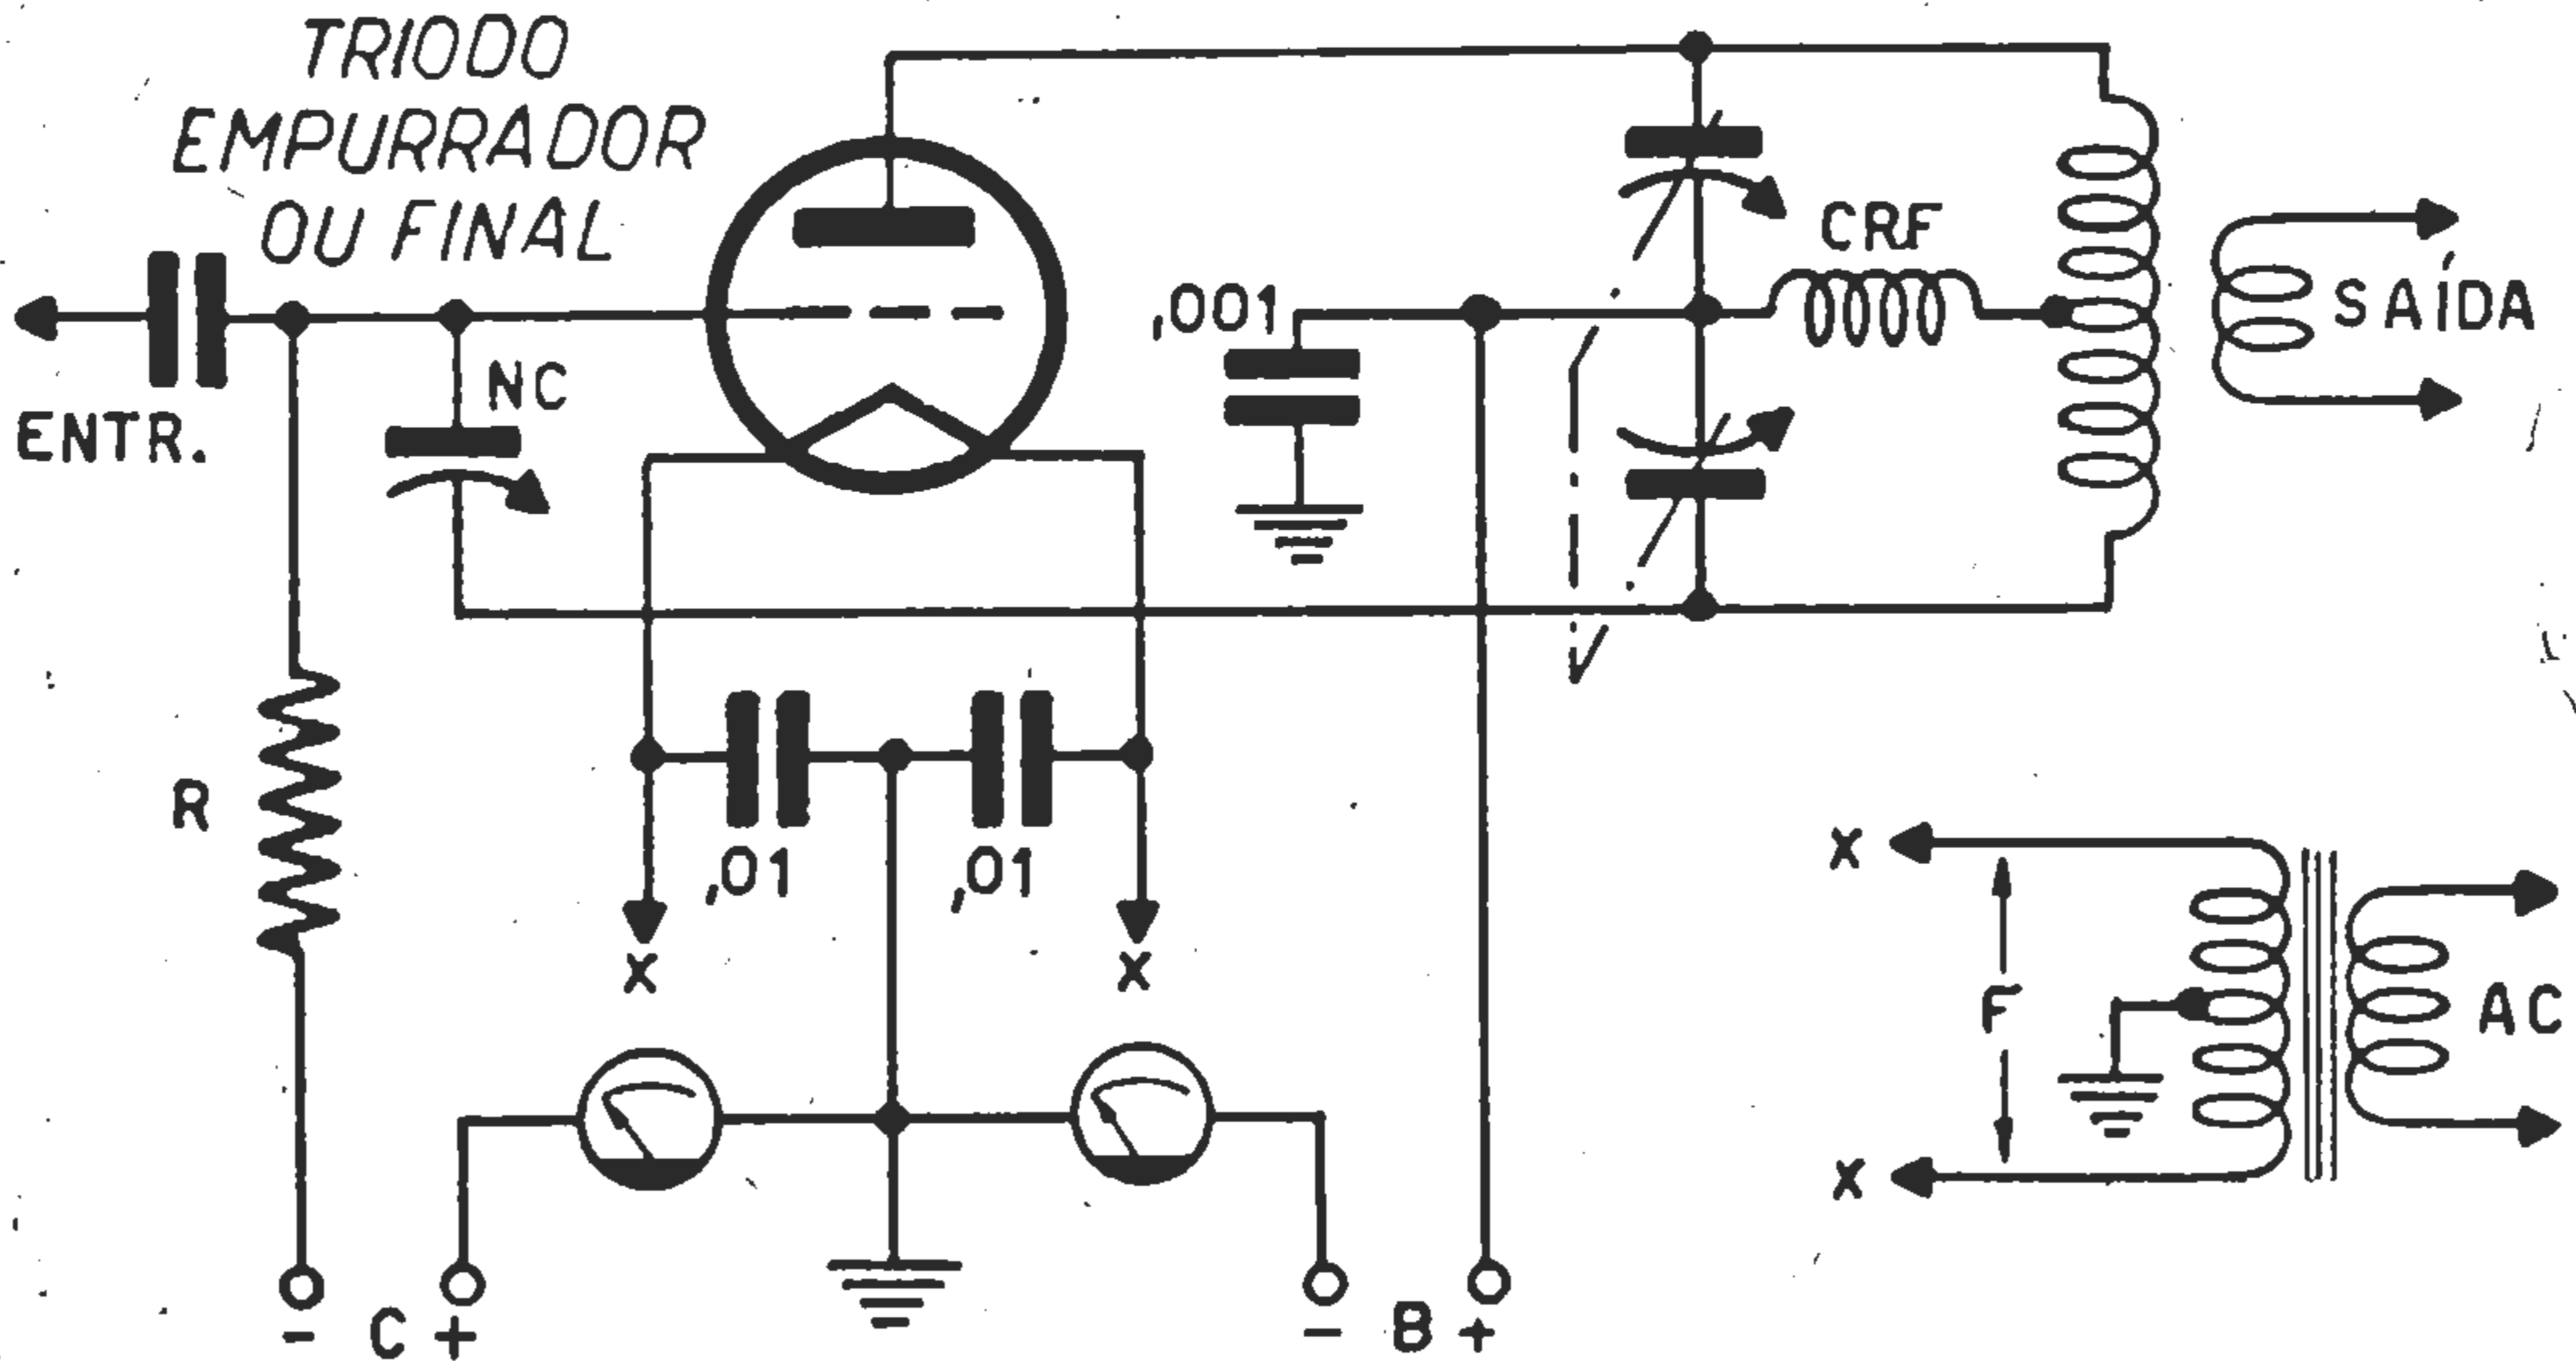 TRIODO
EMPURRADOR
OU FINAL
ENTR.
NC
,001
CRF
SAÍDA
R
,01
,01
X
X
X
F
X
AC
- C +
- B +